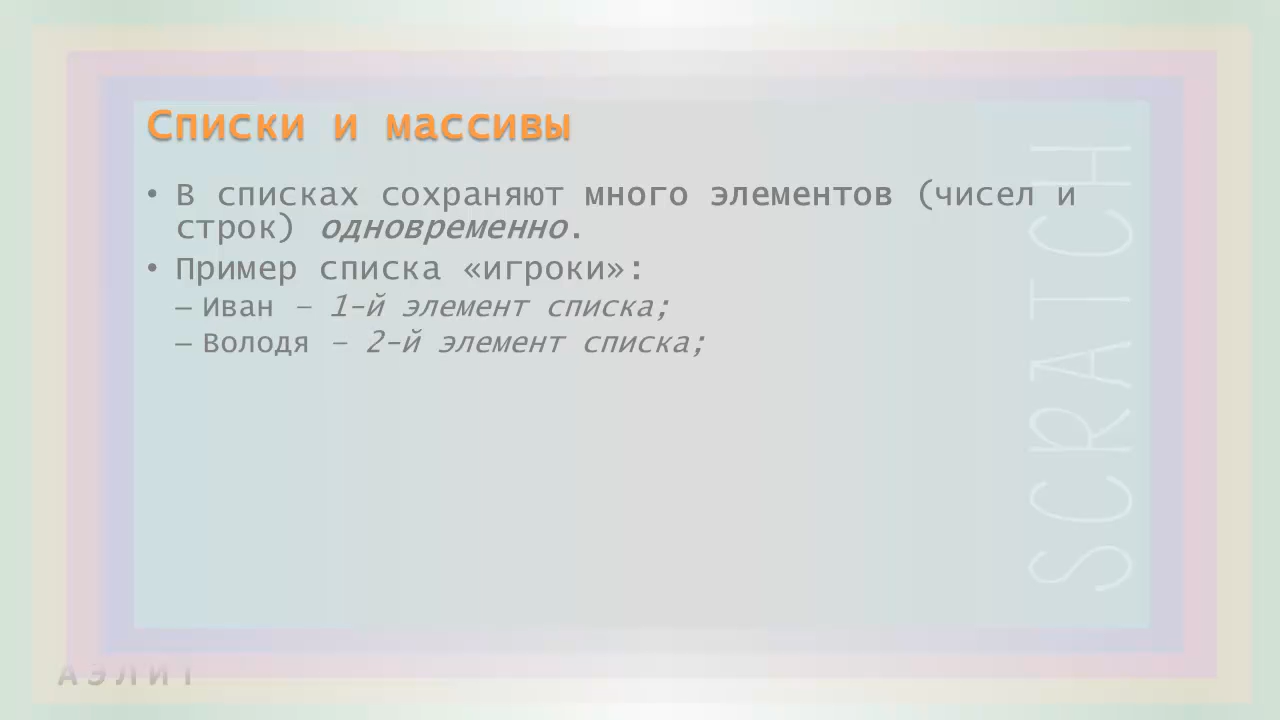 Списки и массивы
• В списках сохраняют много элементов (чисел и
строк) одновременно.
• Пример списка «игроки»:
– Иван – 1-й элемент списка;
– Володя – 2-й элемент списка;
SCRATCH
АЭЛИТ